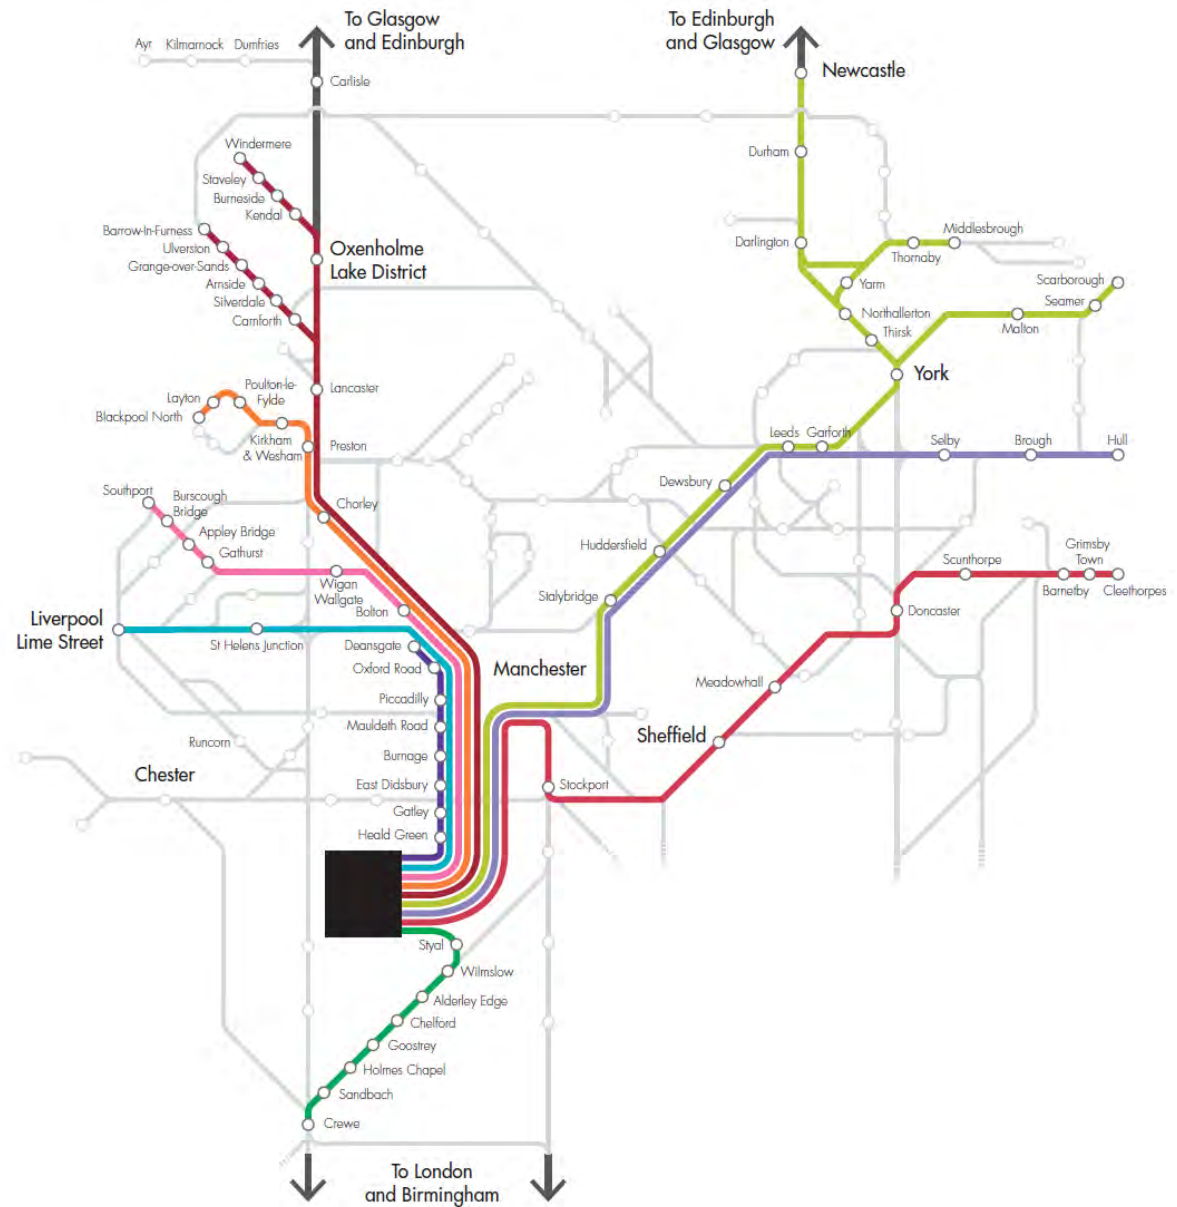 To Glasgow
and Edinburgh
To Edinburgh
and Glasgow
Ayr
Kilmarnock
Dumfries
Carlisle
Newcastle
Windermere
Staveley
Burneside
Kendal
Durham
Barrow-In-Furness
Ulverston
Grange-over-Sands
Arnside
Silverdale
Carnforth
Oxenholme
Lake District
Darlington
Middlesbrough
Thornaby
Yarm
Scarborough
Seamer
Northallerton
Thirsk
Malton
York
Lancaster
Layton
Poulton-le-
Fylde
Blackpool North
Kirkham
& Wesham
Preston
Leeds
Garforth
Selby
Brough
Hull
Dewsbury
Southport
Burscough
Bridge
Chorley
Appley Bridge
Gathurst
Huddersfield
Wigan
Wallgate
Bolton
Stalybridge
Scunthorpe
Grimsby
Town
Barnetby
Cleethorpes
Doncaster
Liverpool
Lime Street
St Helens Junction
Deansgate
Oxford Road
Manchester
Piccadilly
Meadowhall
Mauldeth Road
Sheffield
Runcorn
Burnage
Chester
East Didsbury
Stockport
Gatley
Heald Green
Styal
Wilmslow
Alderley Edge
Chelford
Goostrey
Holmes Chapel
Sandbach
Crewe
To London
and Birmingham